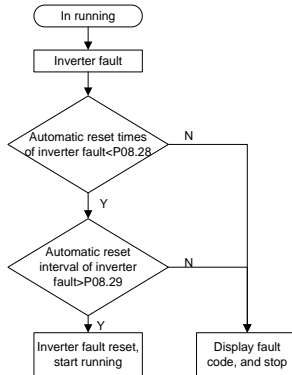 In running
Inverter fault
Automatic reset times
of inverter fault<P08.28
N
Y
Automatic reset
interval of inverter
fault>P08.29
N
Y
Inverter fault reset,
start running
Display fault
code, and stop